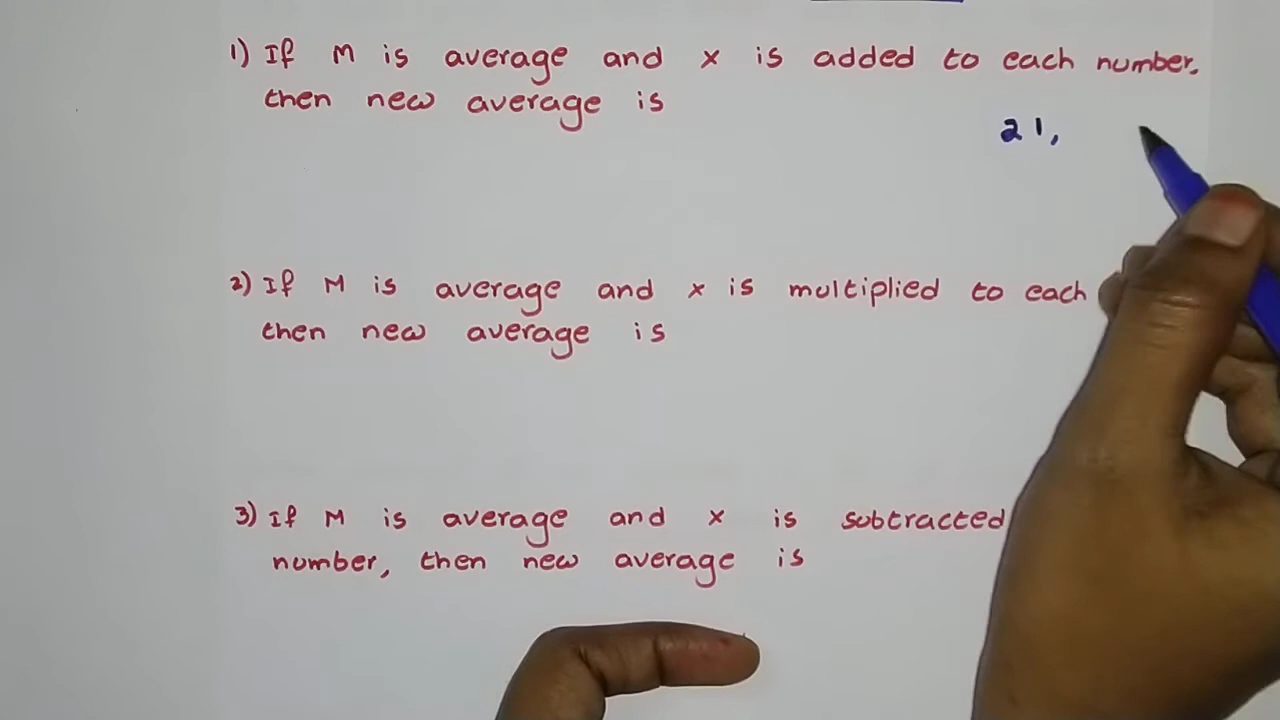 1) If M is average and x is added to each number,
then new average is
21,
2) If M is average and x is multiplied to each
then new average is
3) If M is average and x is subtracted
number, then new average is